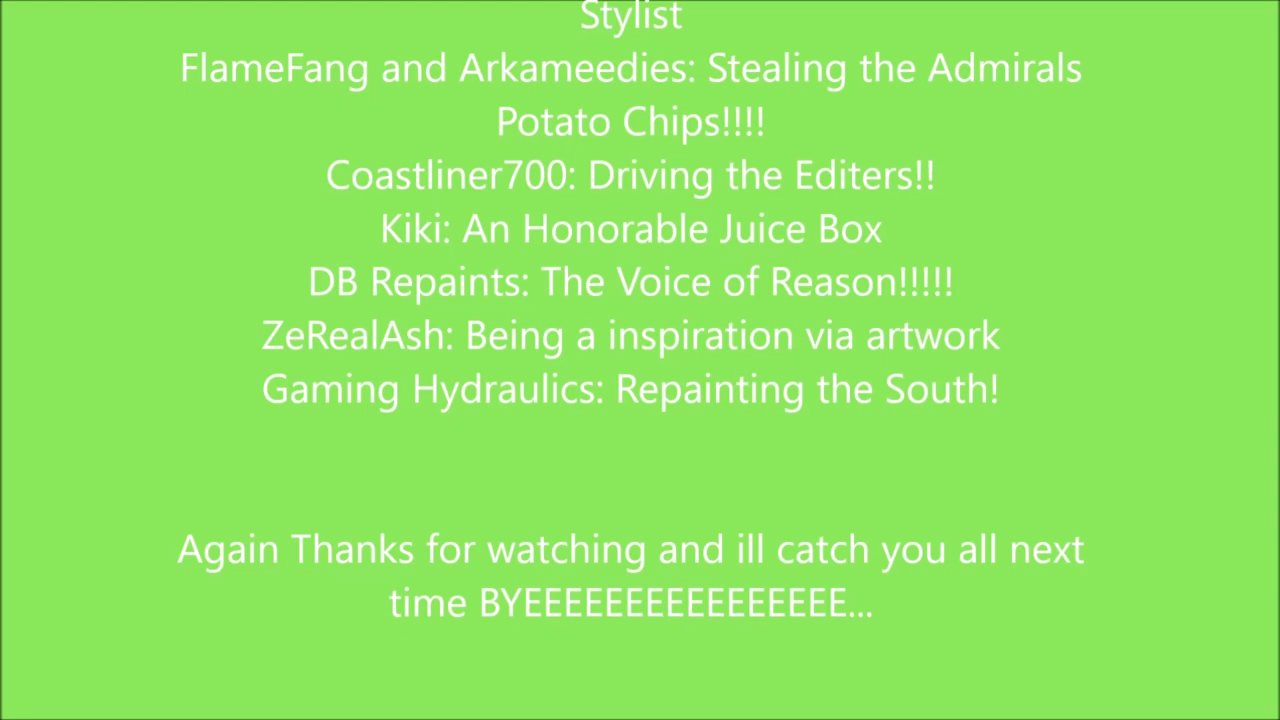 Stylist
FlameFang and Arkameedies: Stealing the Admirals
Potato Chips!!!!
Coastliner700: Driving the Editers!!
Kiki: An Honorable Juice Box
DB Repaints: The Voice of Reason!!!!!
ZeRealAsh: Being a inspiration via artwork
Gaming Hydraulics: Repainting the South!
Again Thanks for watching and ill catch you all next
time BYEEEEEEEEEEEEEEEE...